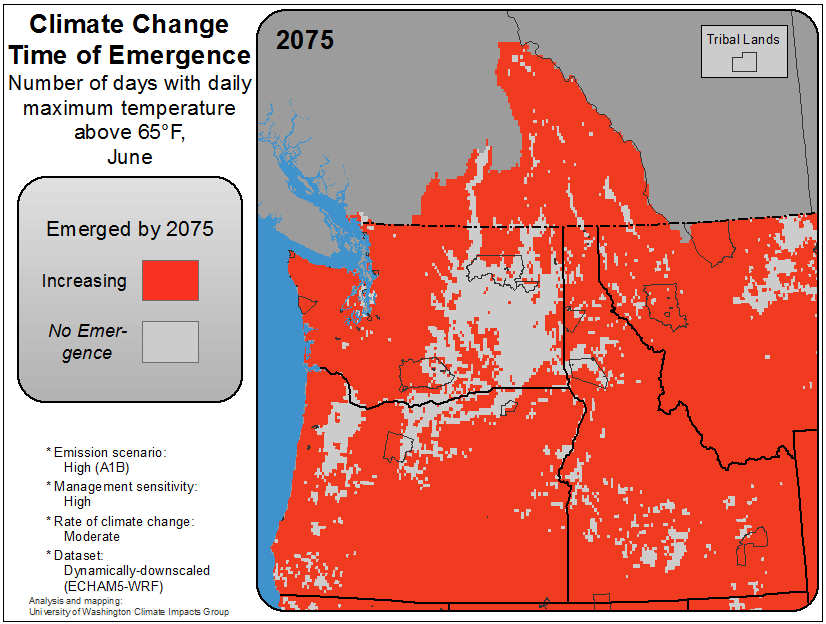 Climate Change
Time of Emergence
Number of days with daily
maximum temperature
above 65°F,
June
Emerged by 2075
Increasing
No Emer-
gence
* Emission scenario:
High (A1B)
* Management sensitivity:
High
* Rate of climate change:
Moderate
* Dataset:
Dynamically-downscaled
(ECHAM5-WRF)
Analysis and mapping:
University of Washington Climate Impacts Group
2075
Tribal Lands